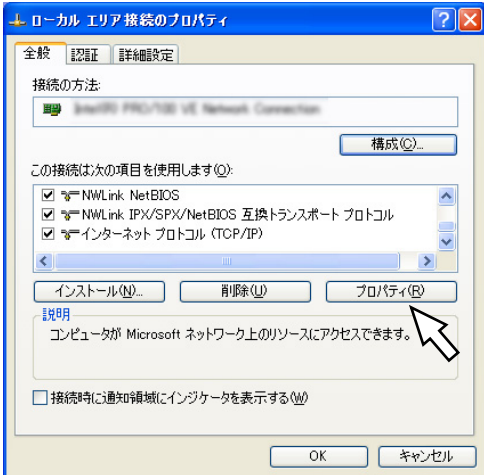 ローカル エリア接続のプロパティ
全般 認証 詳細設定
接続の方法:
Intel(R) PRO/100 VE Network Connection
構成(C)...
この接続は次の項目を使用します(O):
NWLink NetBIOS
NWLink IPX/SPX/NetBIOS 互換トランスポート プロトコル
インターネット プロトコル (TCP/IP)
インストール(N)... 削除(U) プロパティ(R)
説明
コンピュータが Microsoft ネットワーク上のリソースにアクセスできます。
接続時に通知領域にインジケータを表示する(W)
OK キャンセル